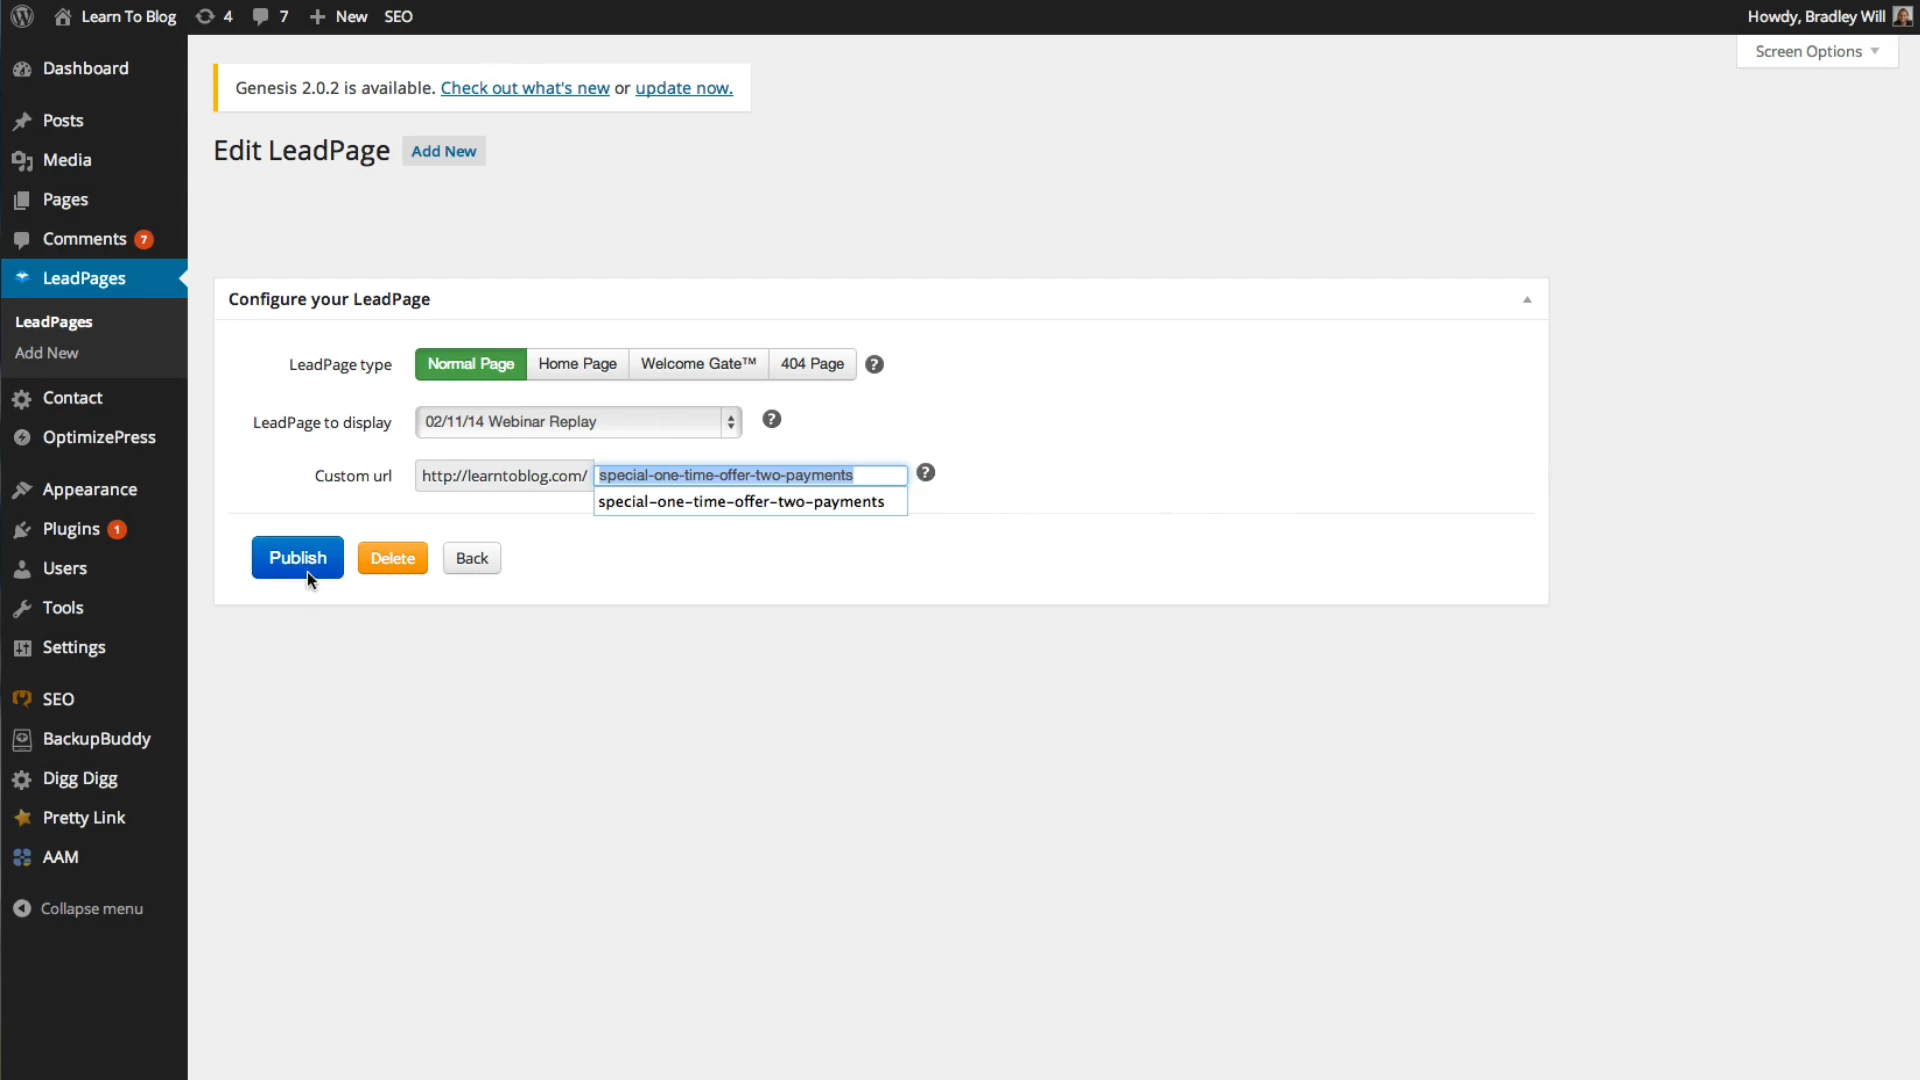 Learn To Blog 4 7 New SEO Howdy, Bradley Will
Screen Options
Dashboard
Posts
Media
Pages
Comments 7
LeadPages
LeadPages
Add New
Contact
OptimizePress
Appearance
Plugins 1
Users
Tools
Settings
SEO
BackupBuddy
Digg Digg
Pretty Link
AAM
Collapse menu
Genesis 2.0.2 is available. Check out what's new or update now.
Edit LeadPage Add New
Configure your LeadPage
LeadPage type Normal Page Home Page Welcome Gate™ 404 Page ?
LeadPage to display 02/11/14 Webinar Replay ?
Custom url http://learntoblog.com/ special-one-time-offer-two-payments ?
special-one-time-offer-two-payments
Publish Delete Back